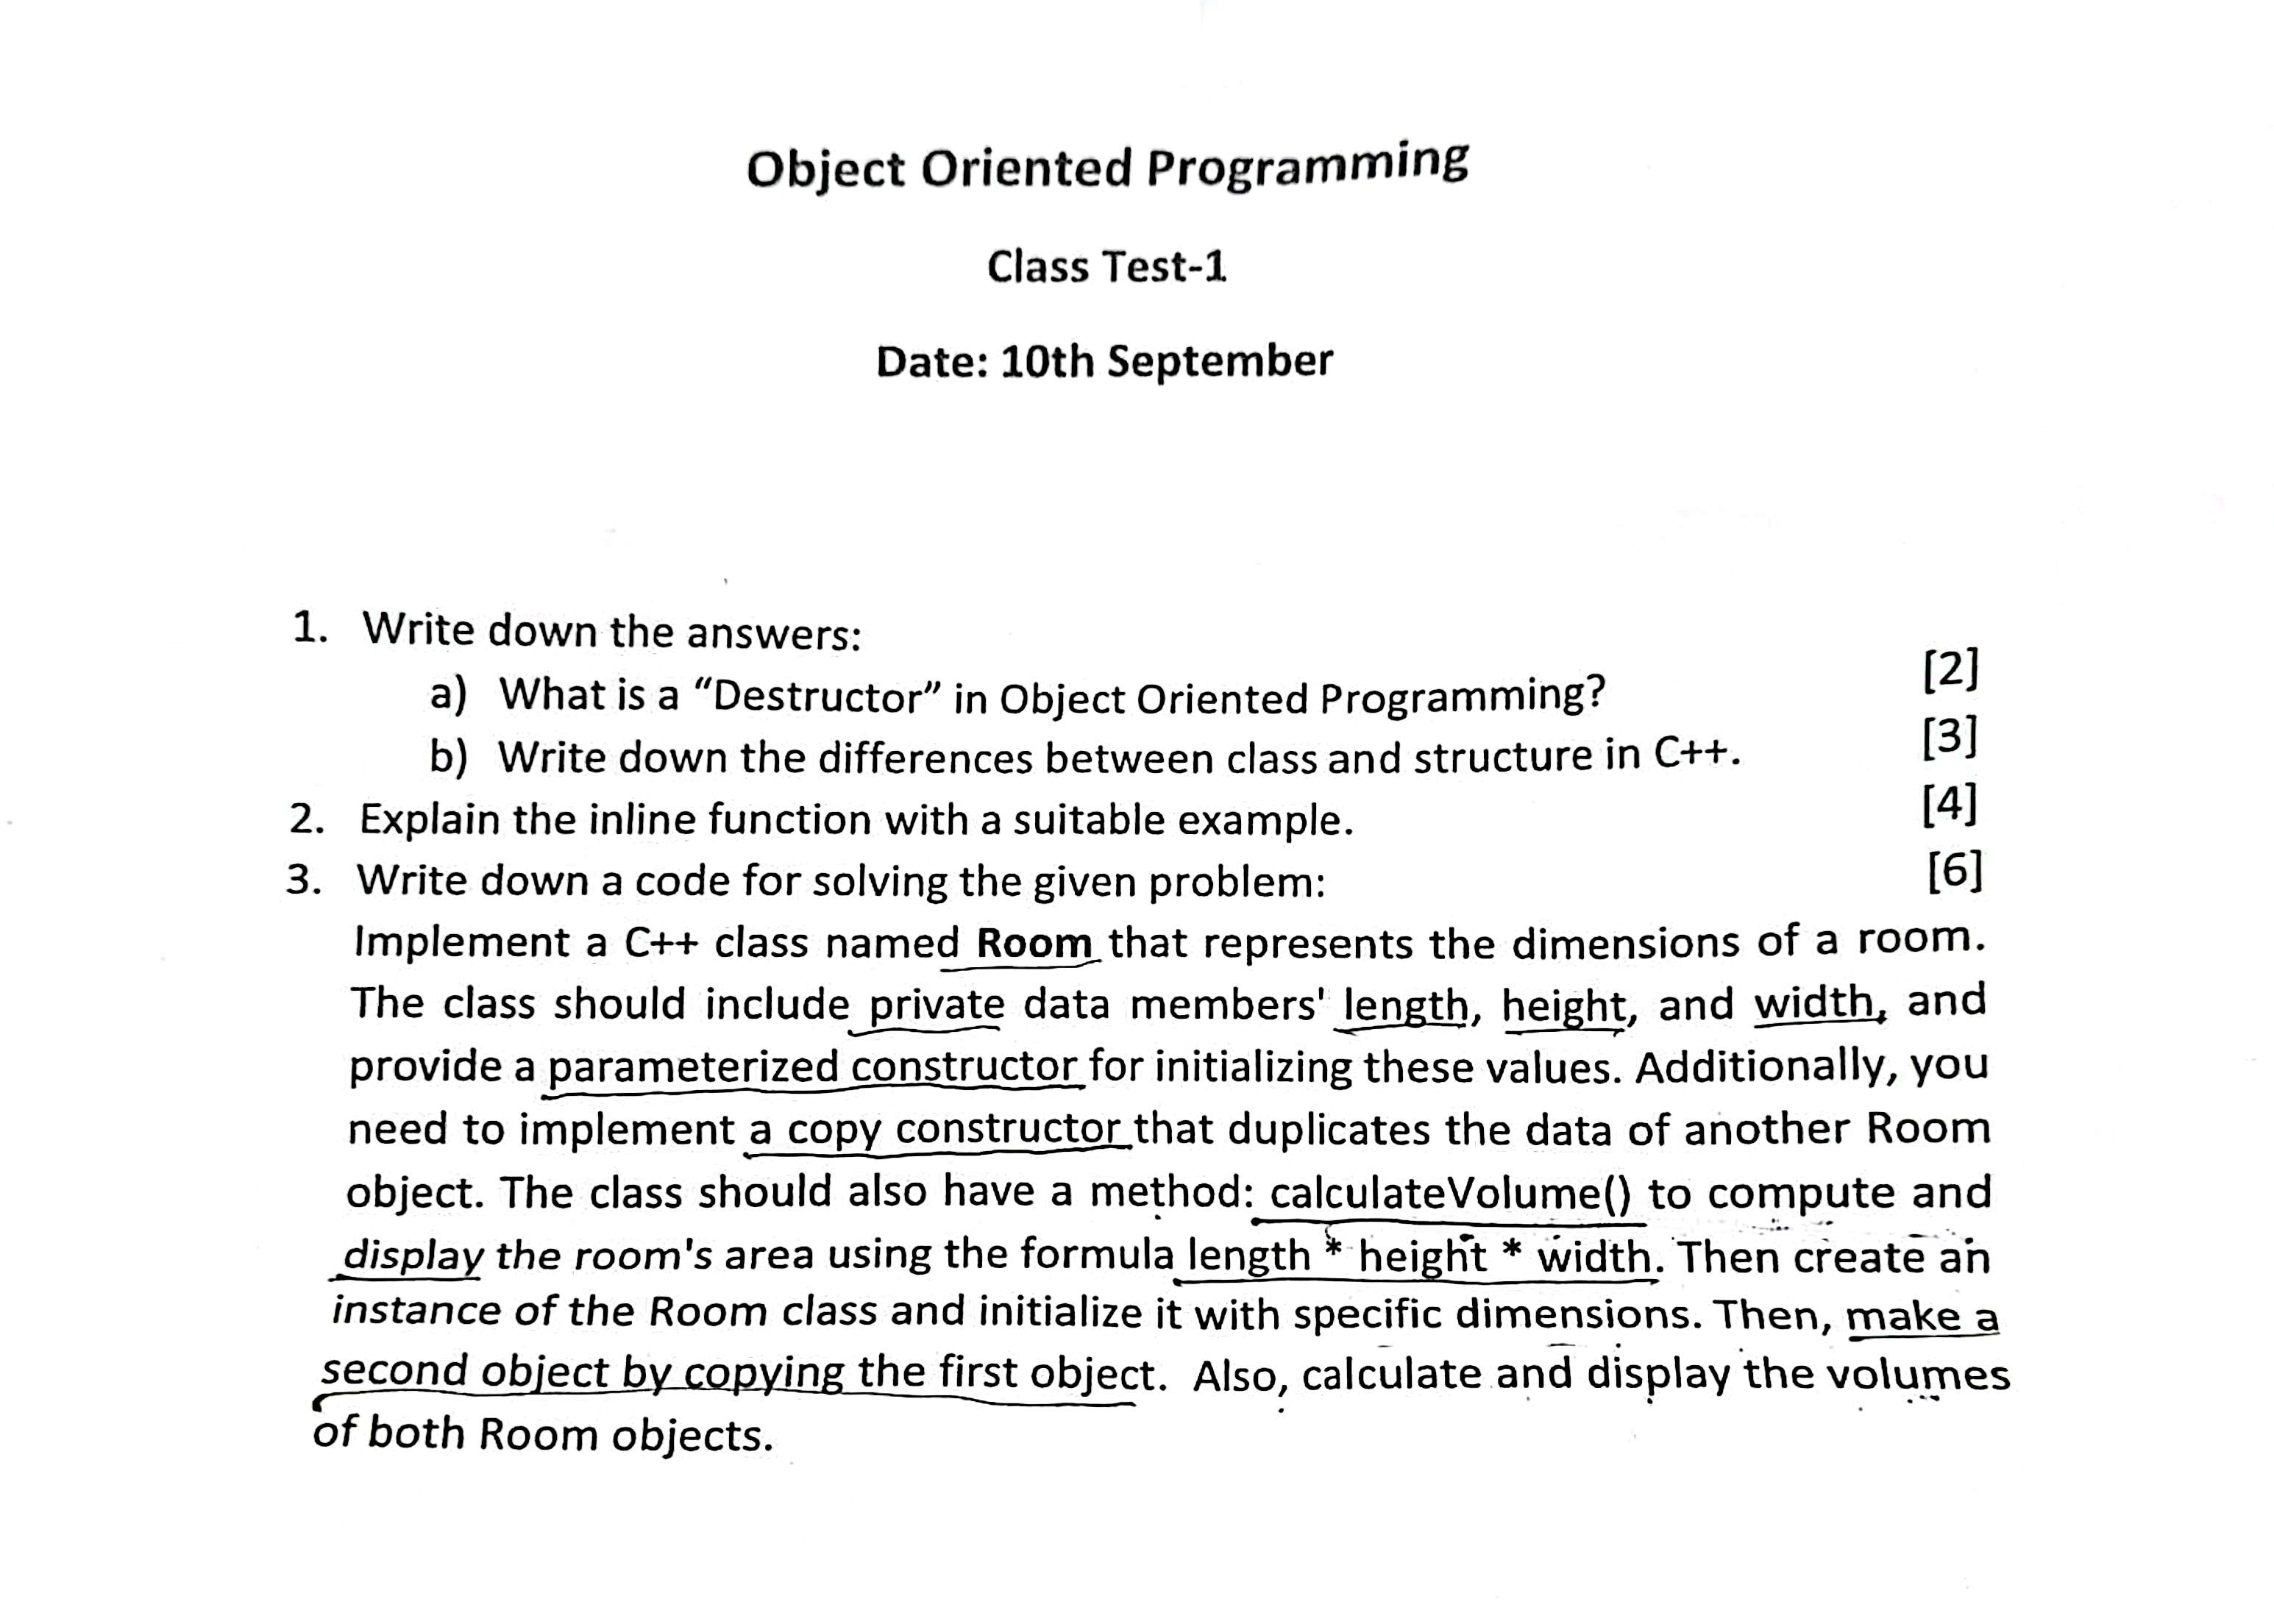 Object Oriented Programming
Class Test-1
Date: 10th September
1. Write down the answers:
a) What is a “Destructor” in Object Oriented Programming? [2]
b) Write down the differences between class and structure in C++. [3]
2. Explain the inline function with a suitable example. [4]
3. Write down a code for solving the given problem: [6]
Implement a C++ class named Room that represents the dimensions of a room.
The class should include private data members' length, height, and width, and
provide a parameterized constructor for initializing these values. Additionally, you
need to implement a copy constructor that duplicates the data of another Room
object. The class should also have a method: calculateVolume() to compute and
display the room's area using the formula length * height * width. Then create an
instance of the Room class and initialize it with specific dimensions. Then, make a
second object by copying the first object. Also, calculate and display the volumes
of both Room objects.